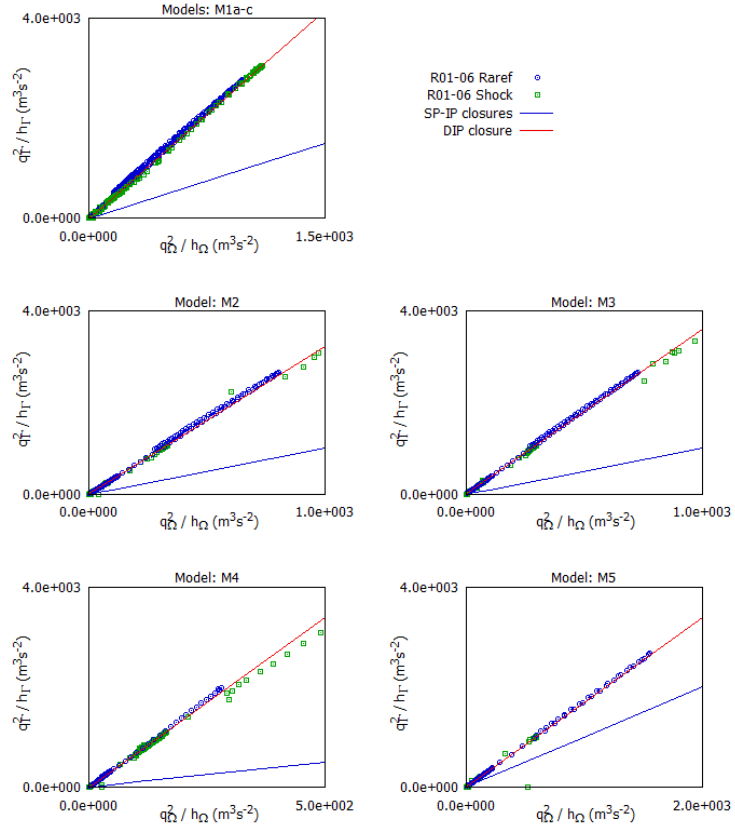 Models: M1a-c
4.0e+003
q²Γ / hΓ (m³s⁻²)
0.0e+000
0.0e+000 1.5e+003
q²Ω / hΩ (m³s⁻²)
R01-06 Raref
R01-06 Shock
SP-IP closures
DIP closure
Model: M2
4.0e+003
q²Γ / hΓ (m³s⁻²)
0.0e+000
0.0e+000 1.0e+003
q²Ω / hΩ (m³s⁻²)
Model: M3
4.0e+003
q²Γ / hΓ (m³s⁻²)
0.0e+000
0.0e+000 1.0e+003
q²Ω / hΩ (m³s⁻²)
Model: M4
4.0e+003
q²Γ / hΓ (m³s⁻²)
0.0e+000
0.0e+000 5.0e+002
q²Ω / hΩ (m³s⁻²)
Model: M5
4.0e+003
q²Γ / hΓ (m³s⁻²)
0.0e+000
0.0e+000 2.0e+003
q²Ω / hΩ (m³s⁻²)